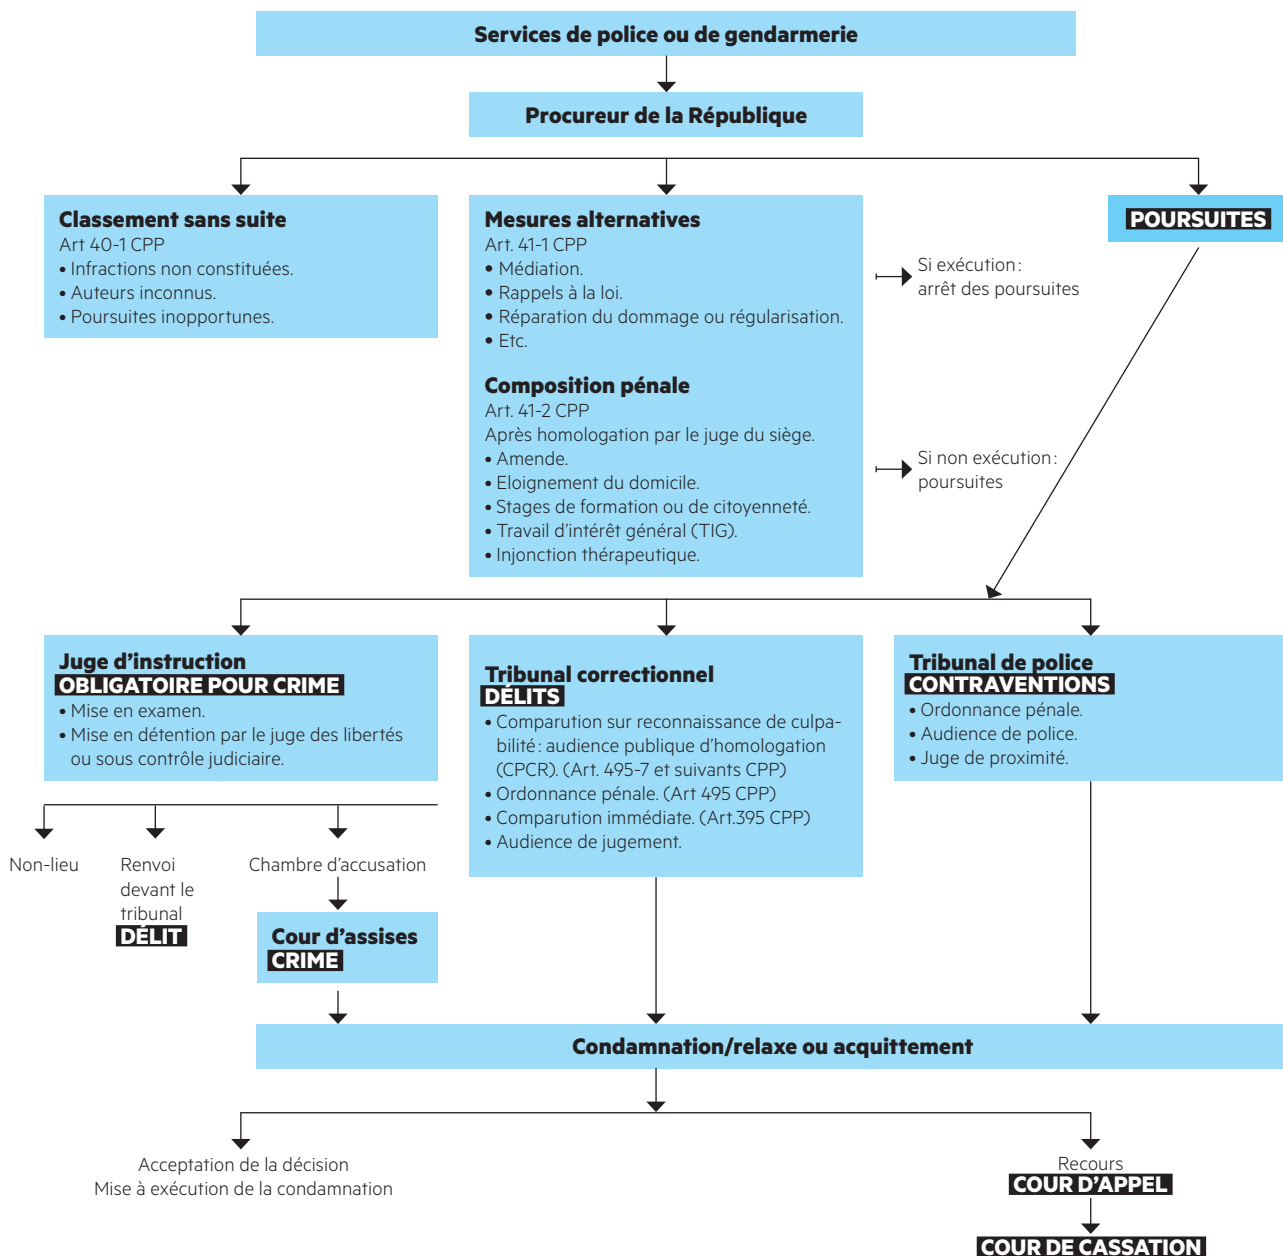 Services de police ou de gendarmerie
Procureur de la République
Classement sans suite
Art 40-1 CPP
• Infractions non constituées.
• Auteurs inconnus.
• Poursuites inopportunes.
Mesures alternatives
Art. 41-1 CPP
• Médiation.
• Rappels à la loi.
• Réparation du dommage ou régularisation.
• Etc.
Composition pénale
Art. 41-2 CPP
Après homologation par le juge du siège.
• Amende.
• Eloignement du domicile.
• Stages de formation ou de citoyenneté.
• Travail d'intérêt général (TIG).
• Injonction thérapeutique.
Si exécution :
arrêt des poursuites
Si non exécution :
poursuites
POURSUITES
Juge d'instruction
OBLIGATOIRE POUR CRIME
• Mise en examen.
• Mise en détention par le juge des libertés
ou sous contrôle judiciaire.
Tribunal correctionnel
DÉLITS
• Comparution sur reconnaissance de culpa-
bilité : audience publique d'homologation
(CPCR). (Art. 495-7 et suivants CPP)
• Ordonnance pénale. (Art 495 CPP)
• Comparution immédiate. (Art.395 CPP)
• Audience de jugement.
Tribunal de police
CONTRAVENTIONS
• Ordonnance pénale.
• Audience de police.
• Juge de proximité.
Non-lieu
Renvoi
devant le
tribunal
DÉLIT
Chambre d'accusation
Cour d'assises
CRIME
Condamnation/relaxe ou acquittement
Acceptation de la décision
Mise à exécution de la condamnation
Recours
COUR D'APPEL
COUR DE CASSATION